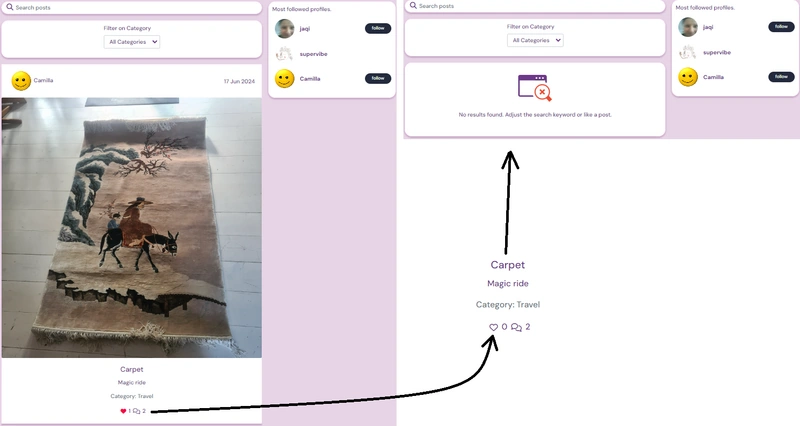 Search posts
Filter on Category
All Categories
Camilla
17 Jun 2024
Carpet
Magic ride
Category: Travel
1 2
Most followed profiles.
jaqi
follow
supervibe
Camilla
follow
Search posts
Filter on Category
All Categories
No results found. Adjust the search keyword or like a post.
Most followed profiles.
jaqi
follow
supervibe
Camilla
follow
Carpet
Magic ride
Category: Travel
0 2